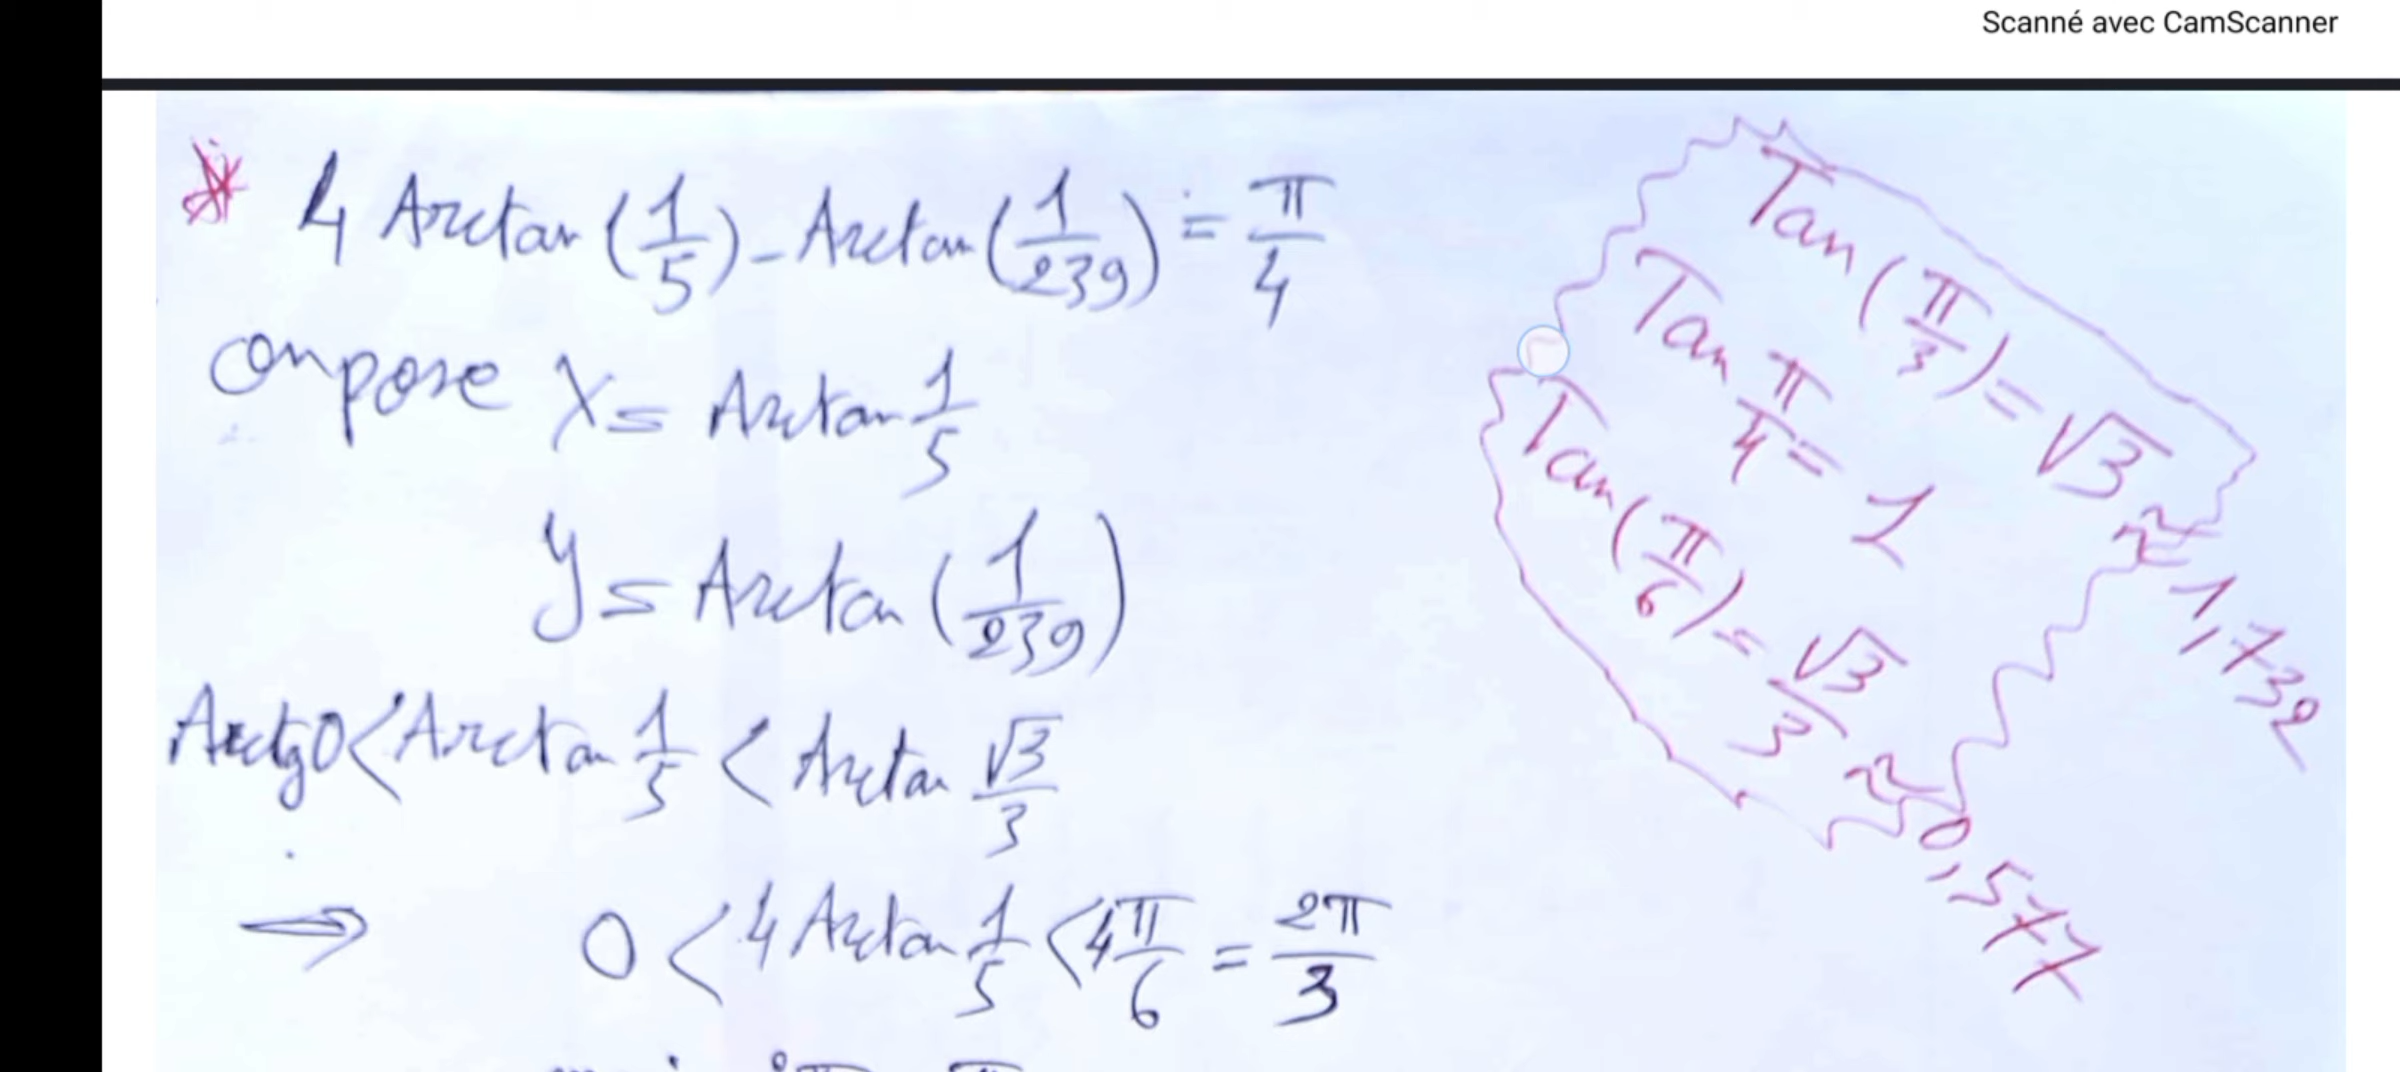 Scanné avec CamScanner
* 4 Arctan (1/5) - Arctan (1/239) = π/4
on pose X = Arctan 1/5
y = Arctan (1/239)
Arctg 0 < Arctan 1/5 < Arctan √3/3
⇒ 0 < 4 Arctan 1/5 < 4π/6 = 2π/3
Tan (π/3) = √3 ≈ 1,732
Tan π/4 = 1
Tan (π/6) = √3/3 ≈ 0,577